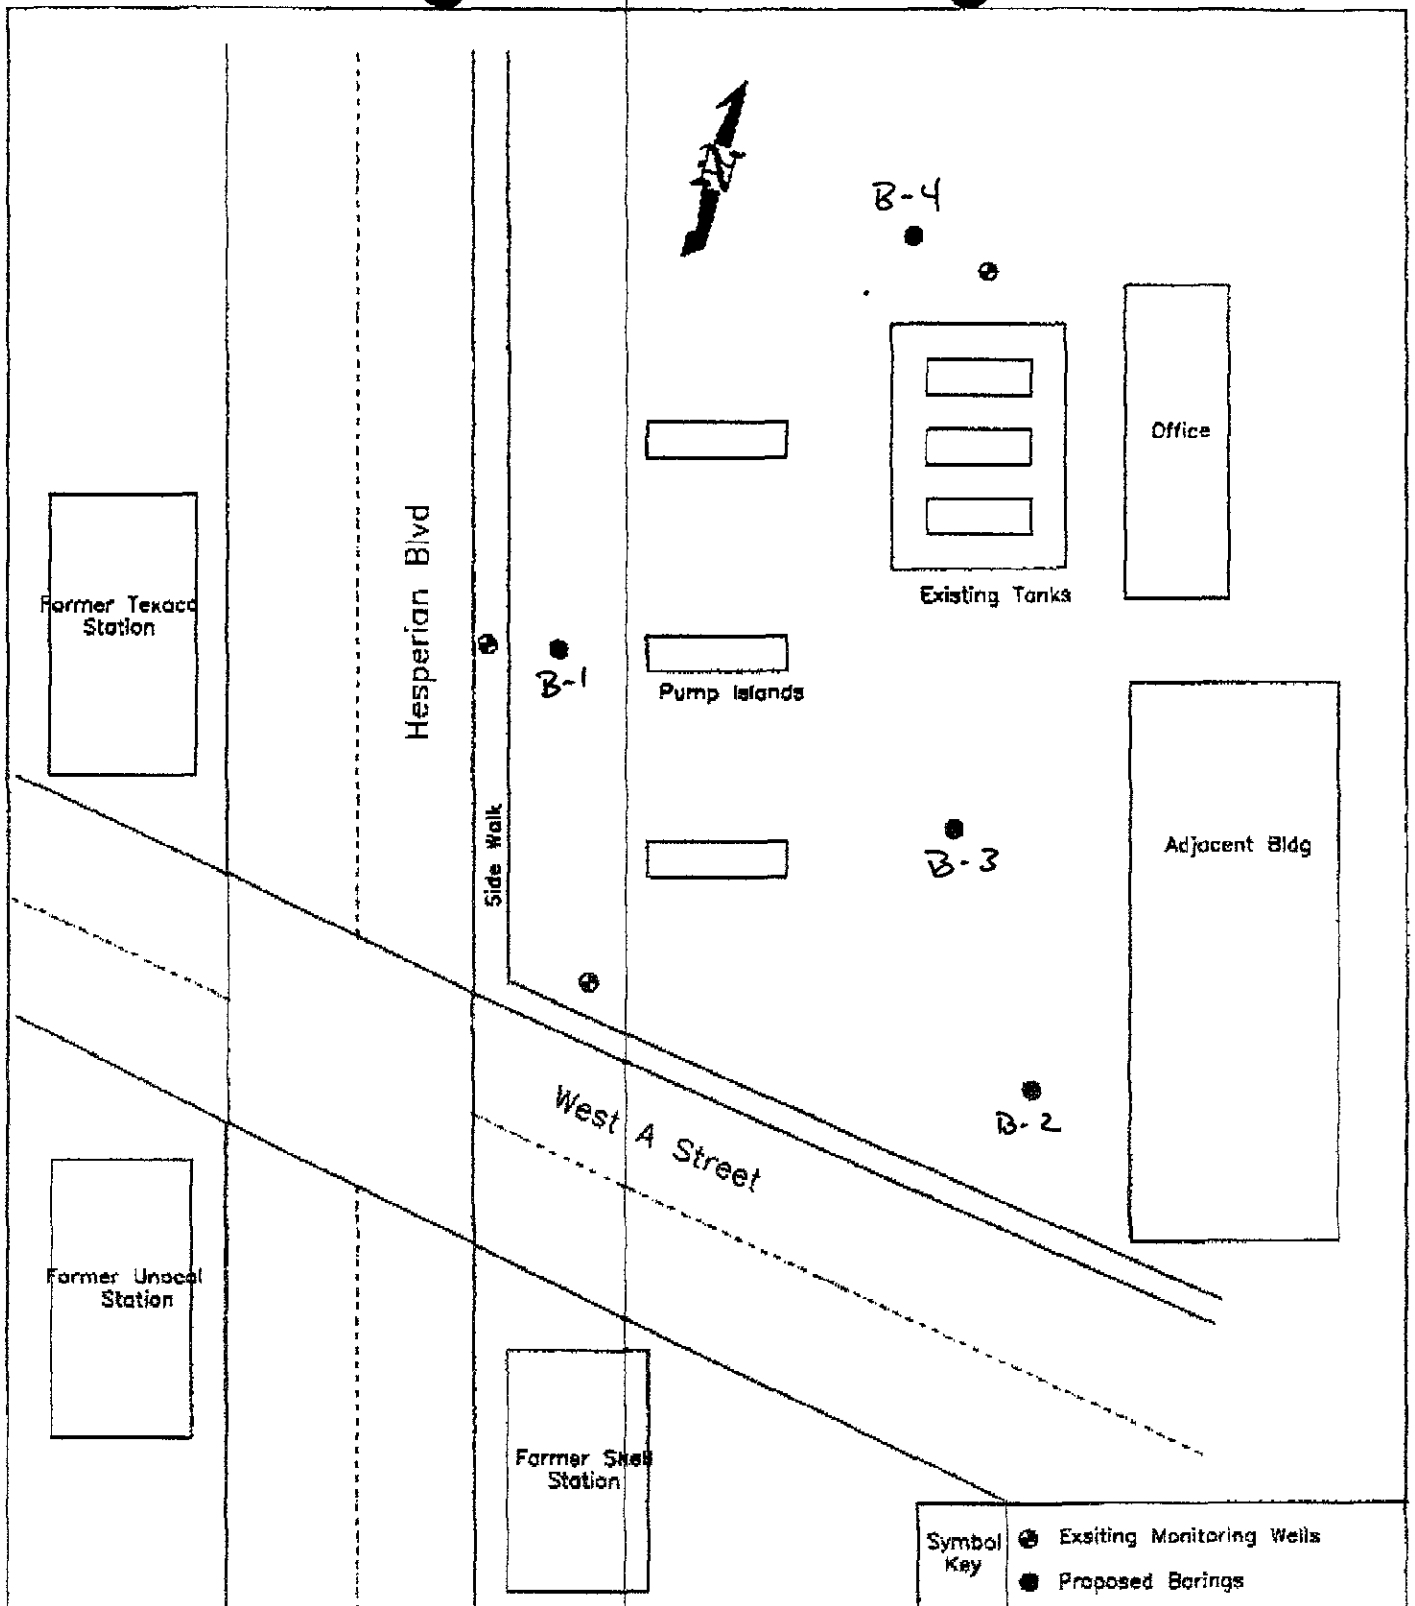 N
B-4
Office
Existing Tanks
Former Texaco
Station
Hesperian Blvd
B-1
Pump Islands
Side Walk
B-3
Adjacent Bldg
B-2
West A Street
Former Unocal
Station
Former Shell
Station
Symbol
Key
Exsiting Monitoring Wells
Proposed Borings